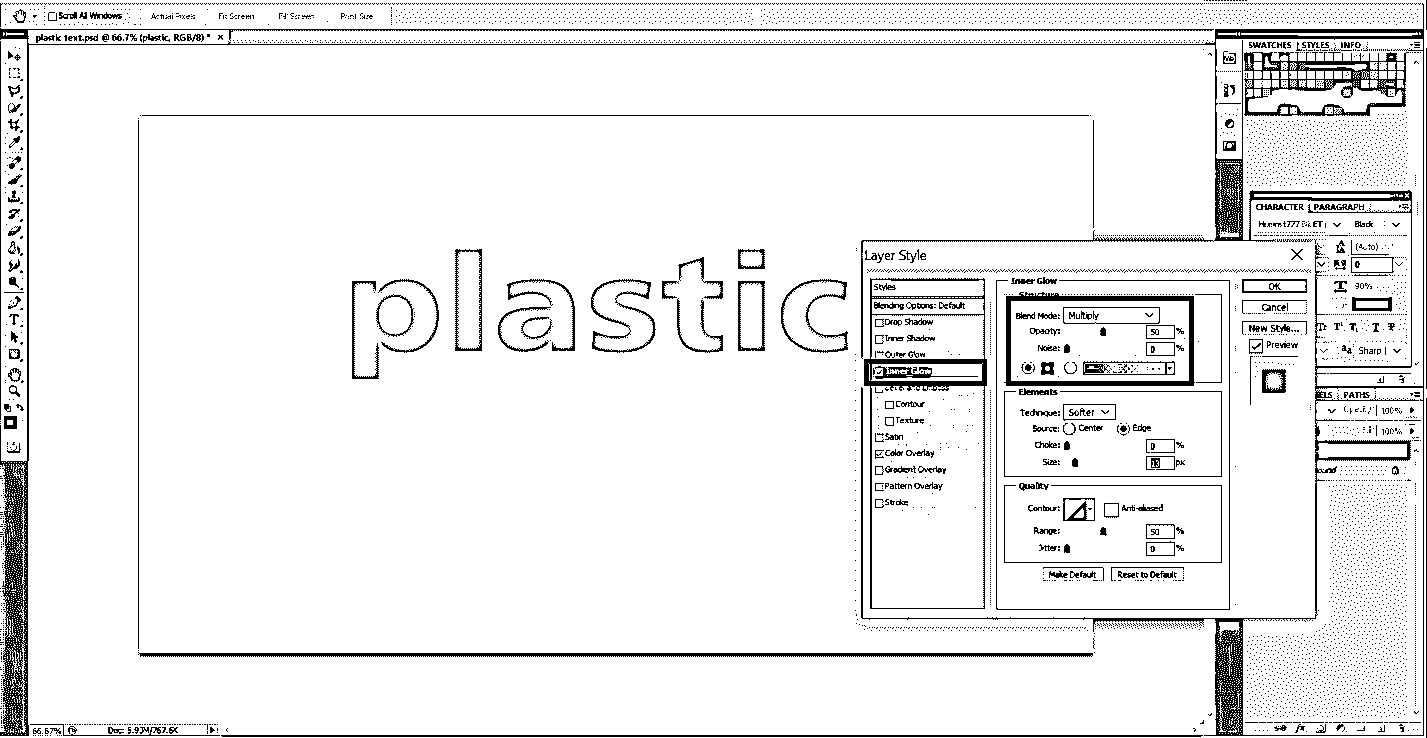 Scroll All Windows Actual Pixels Fit Screen Fill Screen Print Size
plastic text.psd @ 66.7% (plastic, RGB/8) * ×
SWATCHES STYLES INFO
plastic
CHARACTER PARAGRAPH
Black
(Auto)
0
90%
Sharp
PATHS
100%
100%
Layer Style
Styles
Blending Options: Default
Drop Shadow
Inner Shadow
Outer Glow
Inner Glow
Bevel and Emboss
Contour
Texture
Satin
Color Overlay
Gradient Overlay
Pattern Overlay
Stroke
Inner Glow
Structure
Blend Mode: Multiply
Opacity: 50 %
Noise: 0 %
Elements
Technique: Softer
Source: Center Edge
Choke: 0 %
Size: px
Quality
Contour: Anti-aliased
Range: 50 %
Jitter: 0 %
Make Default Reset to Default
OK
Cancel
New Style...
Preview
66.67% Doc: 5.93M/767.6K